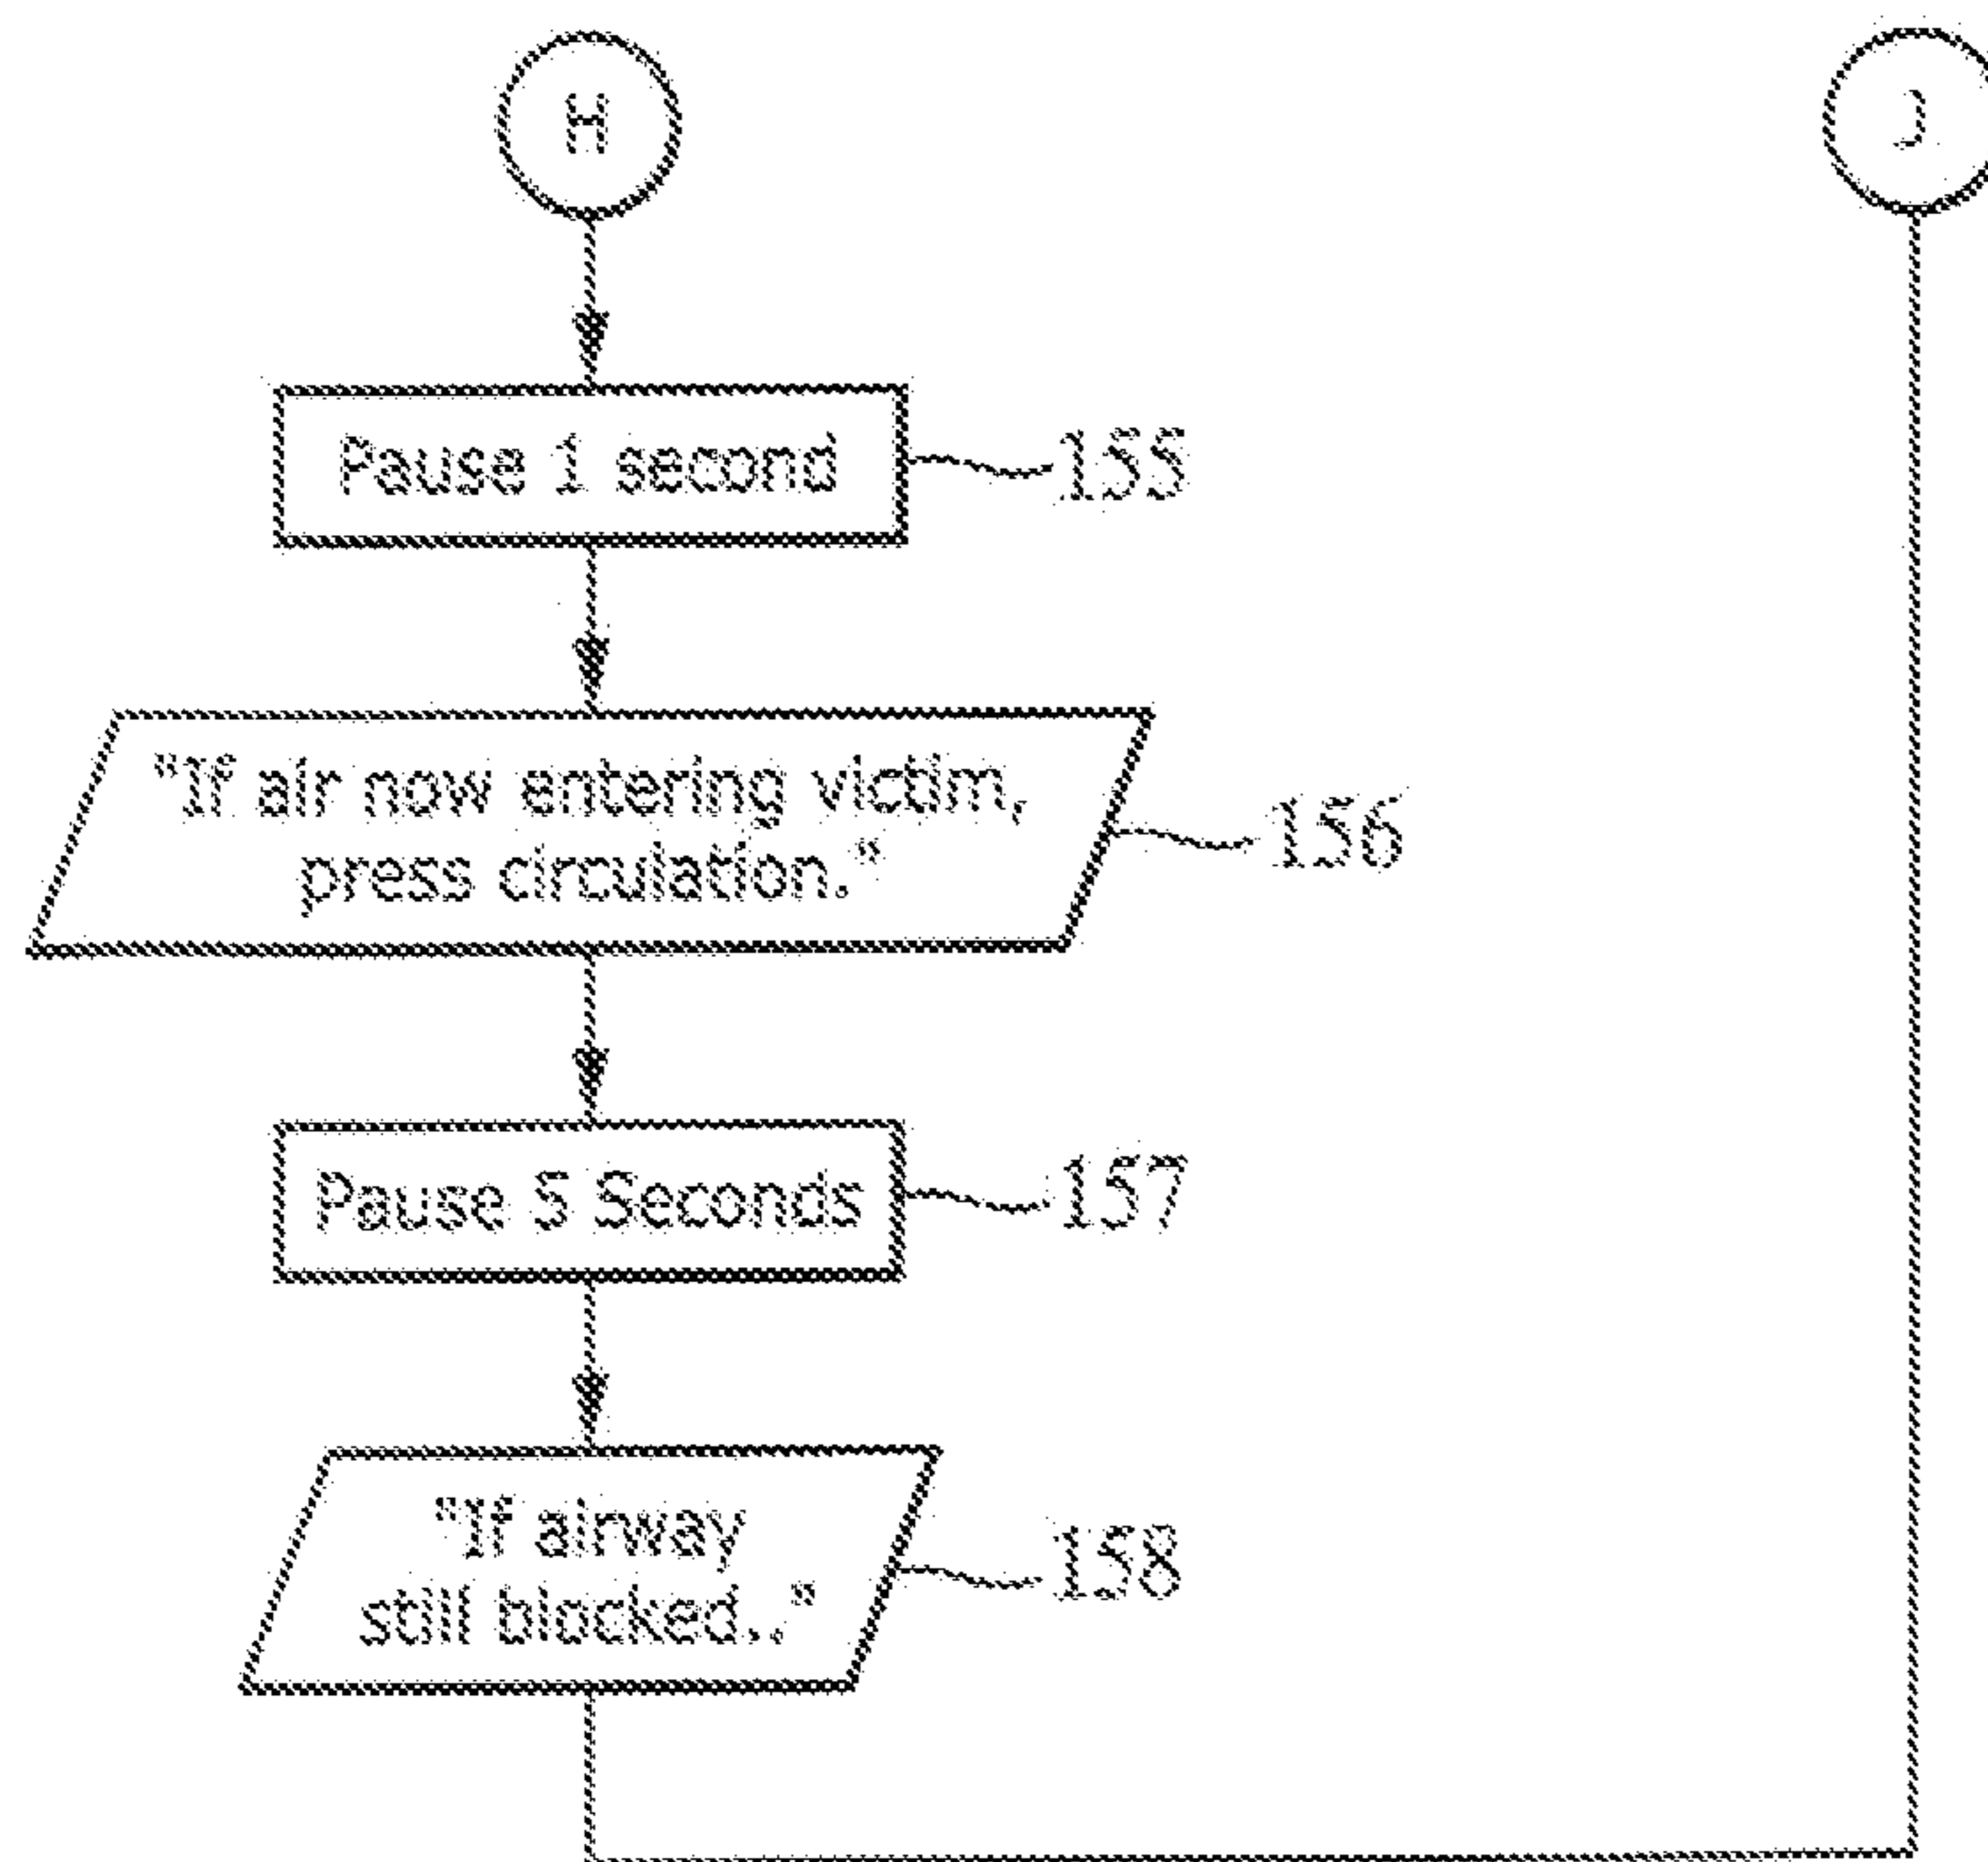 H
J
Pause 1 second
155
"If air now entering victim,
press circulation."
156
Pause 5 Seconds
157
"If airway
still blocked.."
158